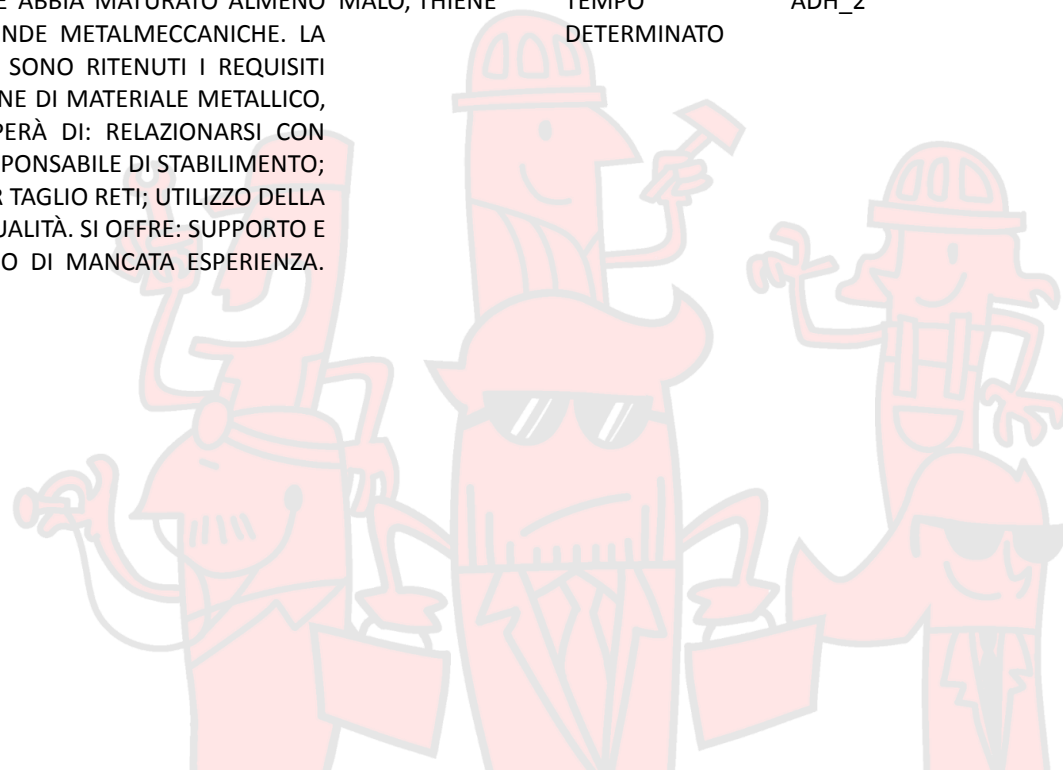 E ABBIA MATURATO ALMENO
NDE METALMECCANICHE. LA
SONO RITENUTI I REQUISITI
NE DI MATERIALE METALLICO,
PERÀ DI: RELAZIONARSI CON
PONSABILE DI STABILIMENTO;
R TAGLIO RETI; UTILIZZO DELLA
UALITÀ. SI OFFRE: SUPPORTO E
O DI MANCATA ESPERIENZA.
MALO, THIENE
TEMPO
DETERMINATO
ADH_2